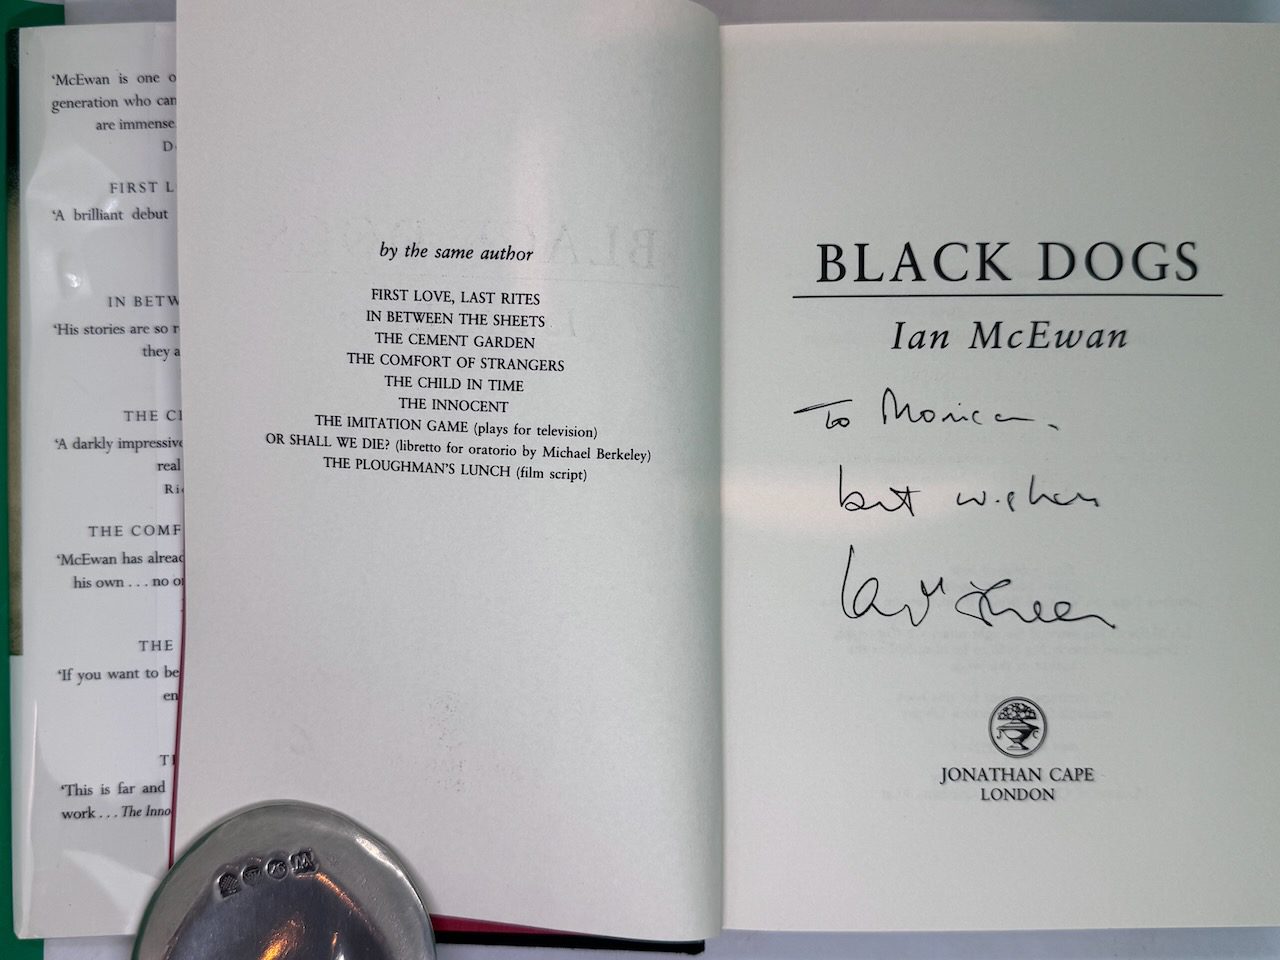 'McEwan is one o
generation who can
are immense
D
FIRST L
'A brilliant debut
IN BETW
'His stories are so r
they a
THE CE
'A darkly impressive
real
Ric
THE COMF
'McEwan has alread
his own . . . no o
THE
'If you want to be
en
T
'This is far and
work . . . The Inno
by the same author
FIRST LOVE, LAST RITES
IN BETWEEN THE SHEETS
THE CEMENT GARDEN
THE COMFORT OF STRANGERS
THE CHILD IN TIME
THE INNOCENT
THE IMITATION GAME (plays for television)
OR SHALL WE DIE? (libretto for oratorio by Michael Berkeley)
THE PLOUGHMAN'S LUNCH (film script)
BLACK DOGS
Ian McEwan
To Monica.
best wishes
Ian McEwan
JONATHAN CAPE
LONDON